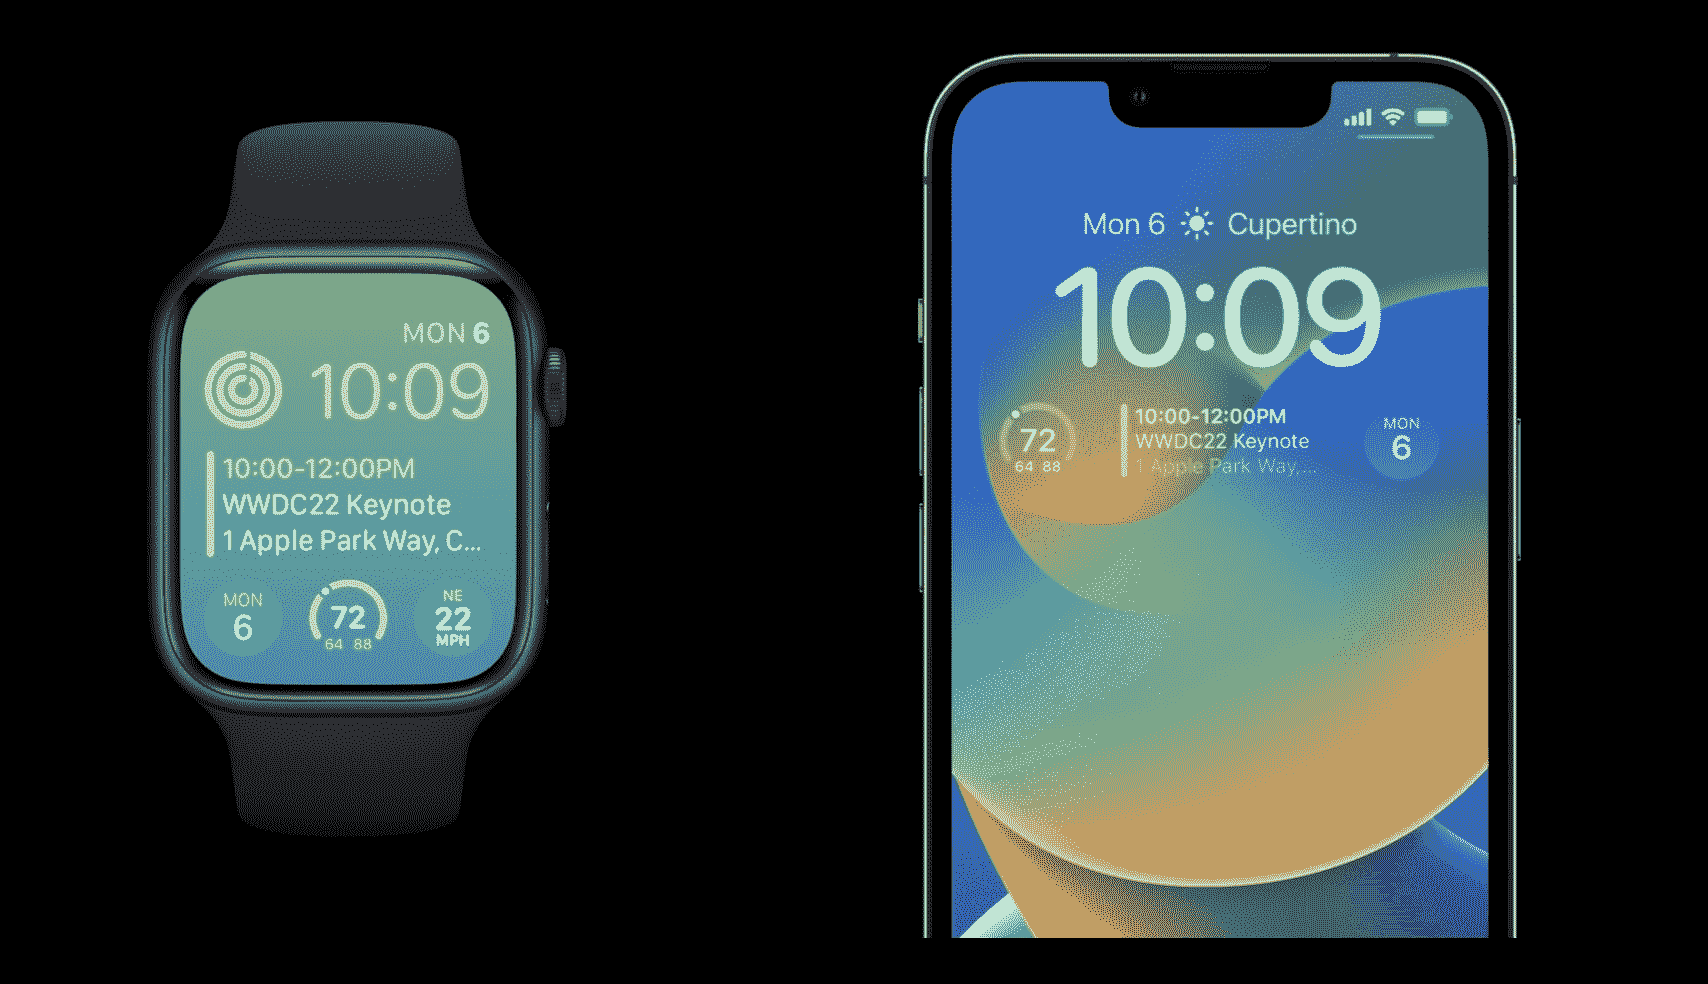 MON 6
10:09
10:00-12:00PM
WWDC22 Keynote
1 Apple Park Way, C...
MON
6
72
64 88
NE
22
MPH
Mon 6 Cupertino
10:09
72
64 88
10:00-12:00PM
WWDC22 Keynote
1 Apple Park Way,...
MON
6